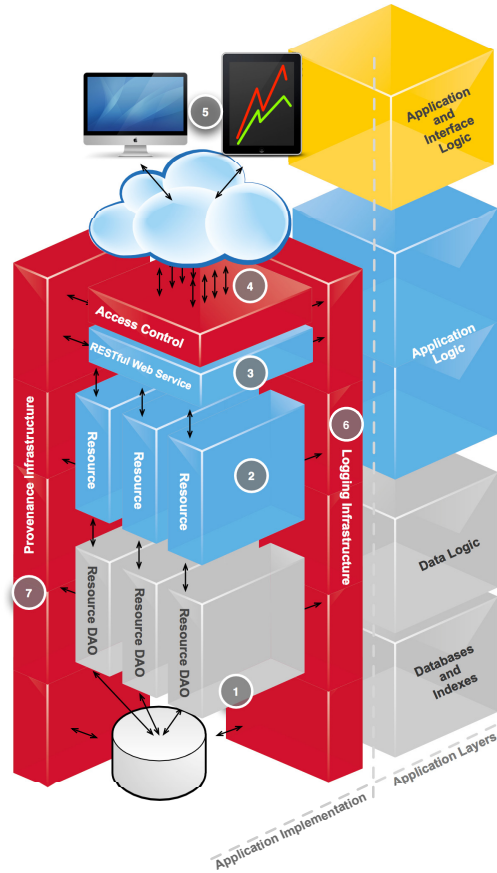 5
Application
and
Interface
Logic
4
Access Control
RESTful Web Service
3
Application
Logic
Provenance Infrastructure
Resource
Resource
Resource
2
6
Logging Infrastructure
Resource DAO
Resource DAO
Resource DAO
Data Logic
7
1
Databases
and
Indexes
Application Implementation
Application Layers